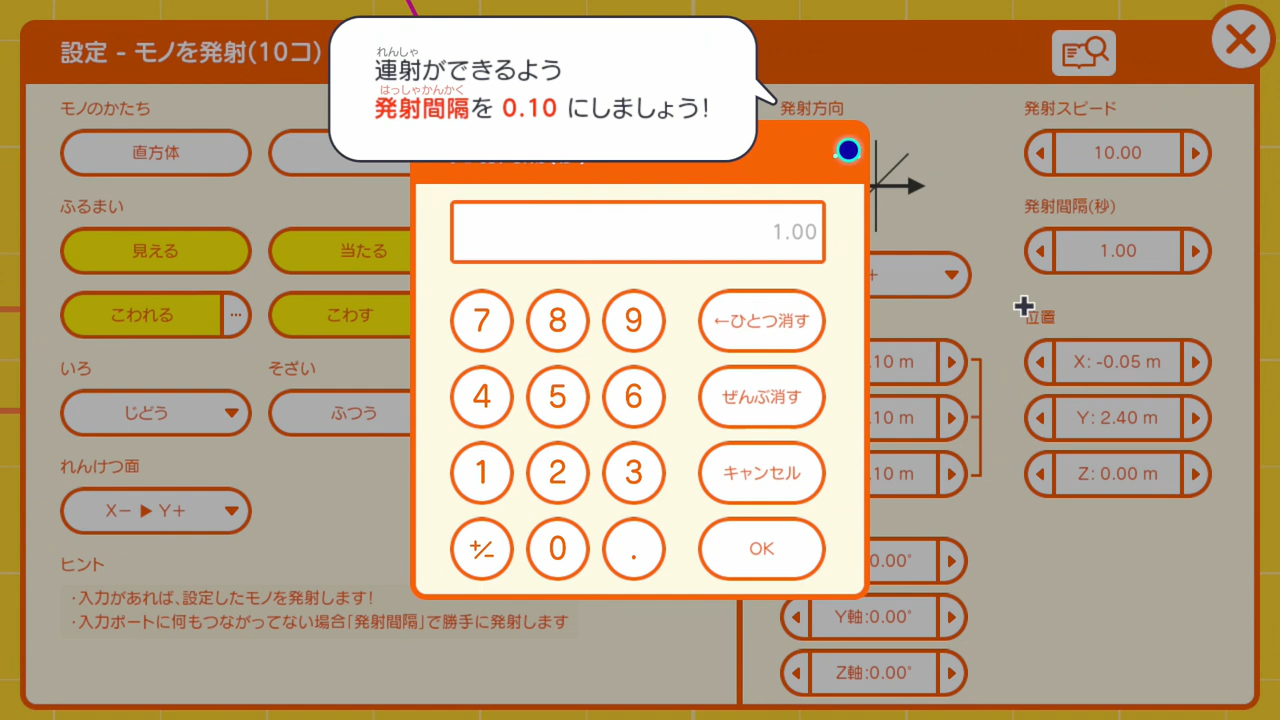 設定 - モノを発射(10コ)
れんしゃ
連射ができるよう
はっしゃかんかく
発射間隔を 0.10 にしましょう!
モノのかたち
直方体
ふるまい
見える
当たる
こわれる
...
こわす
いろ
じどう
そざい
ふつう
れんけつ面
X− ▶ Y+
ヒント
・入力があれば、設定したモノを発射します!
・入力ポートに何もつながってない場合「発射間隔」で勝手に発射します
1.00
7
8
9
←ひとつ消す
4
5
6
ぜんぶ消す
1
2
3
キャンセル
+/−
0
.
OK
発射方向
+
10 m
10 m
10 m
0.00°
Y軸:0.00°
Z軸:0.00°
発射スピード
10.00
発射間隔(秒)
1.00
位置
X: -0.05 m
Y: 2.40 m
Z: 0.00 m